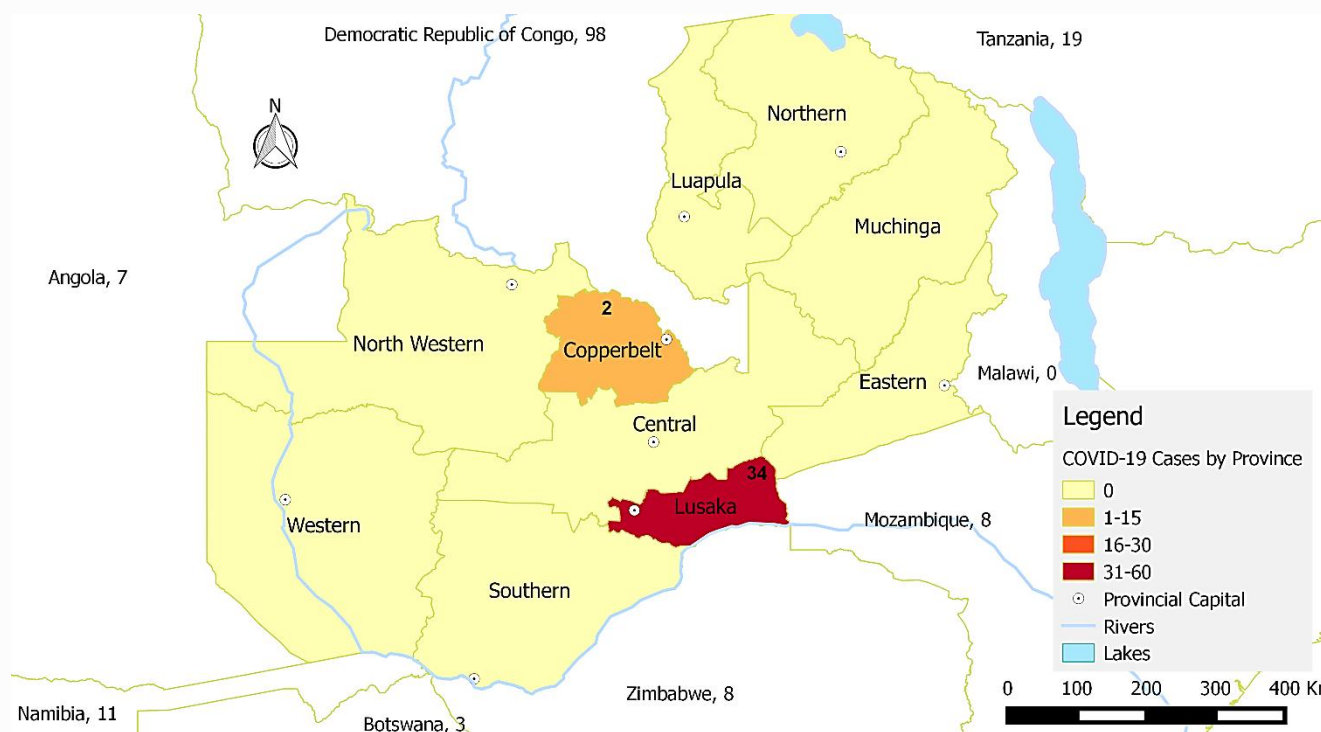 Democratic Republic of Congo, 98
Tanzania, 19
N
Northern
Luapula
Muchinga
Angola, 7
2
North Western
Copperbelt
Eastern
Malawi, 0
Central
34
Lusaka
Western
Mozambique, 8
Southern
Zimbabwe, 8
Namibia, 11
Botswana, 3
Legend
COVID-19 Cases by Province
0
1-15
16-30
31-60
Provincial Capital
Rivers
Lakes
0 100 200 300 400 Km